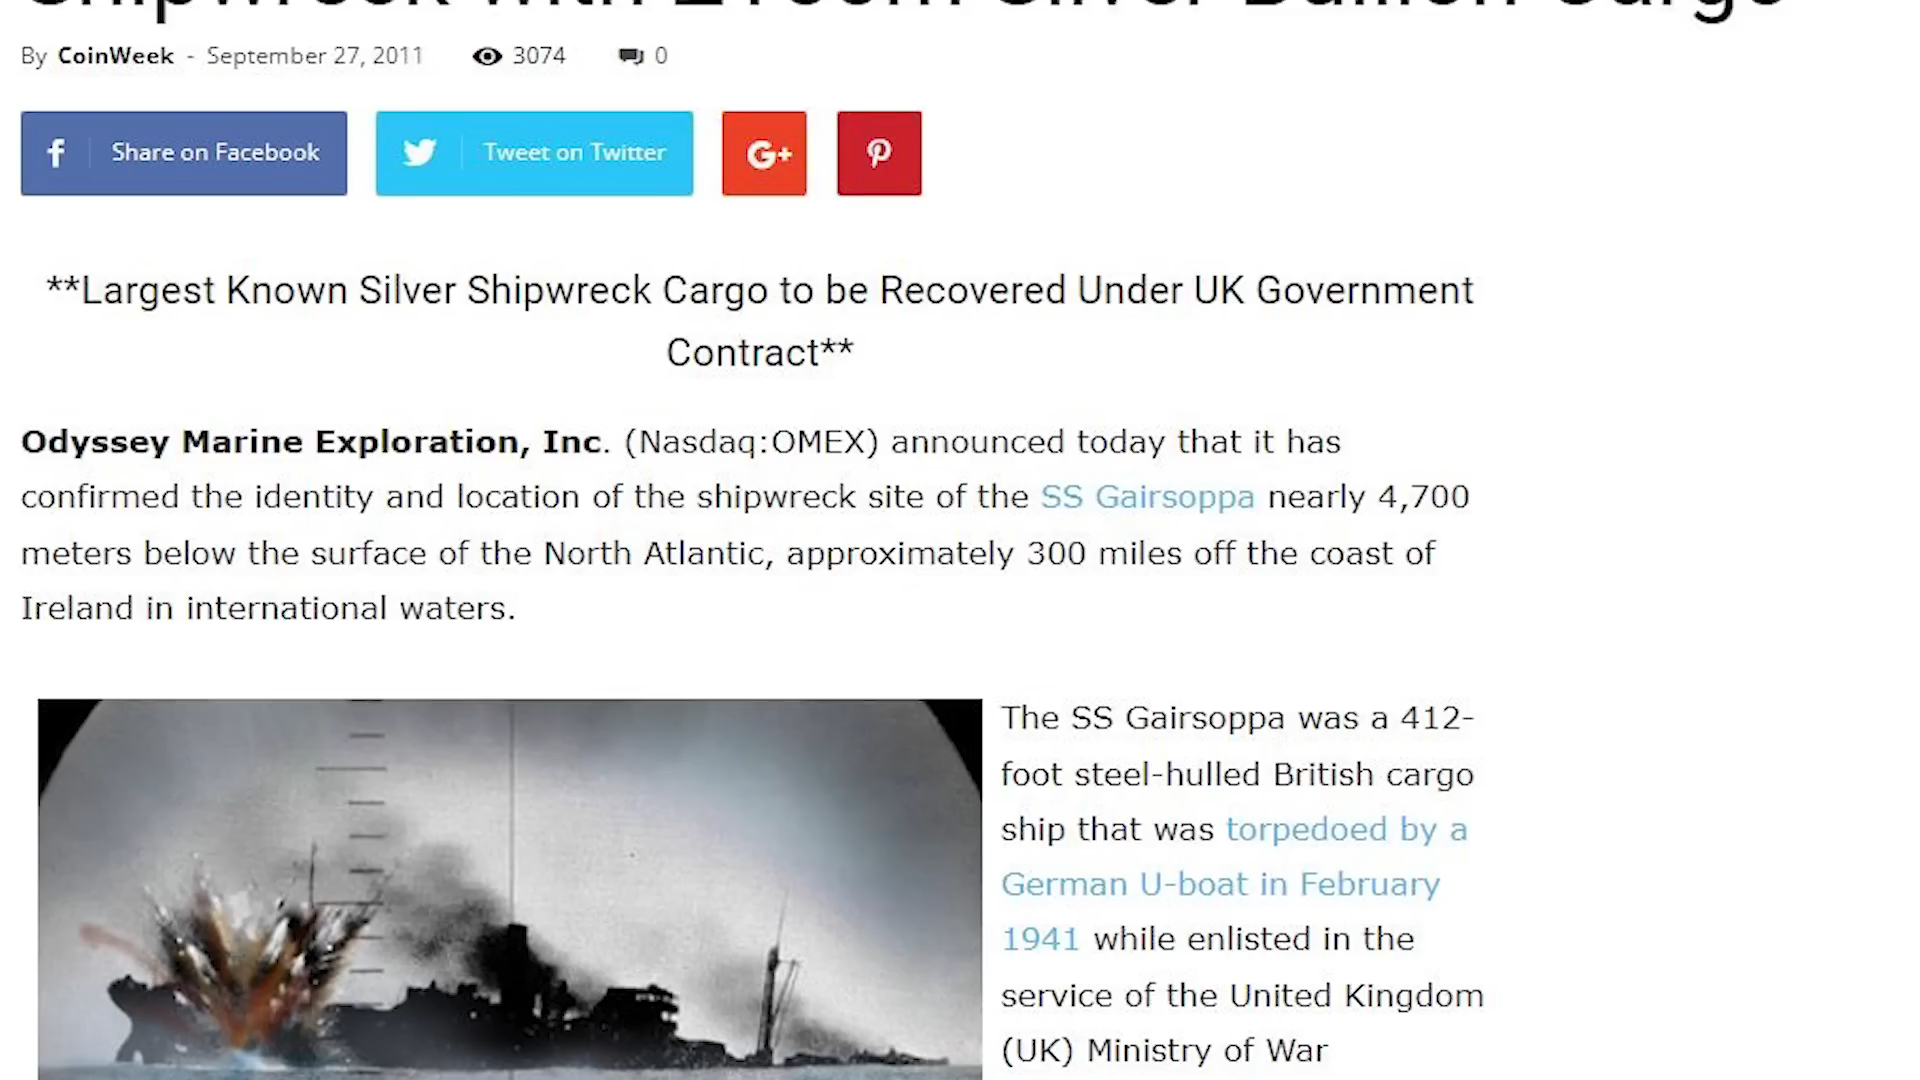 By CoinWeek - September 27, 2011 3074 0
Share on Facebook Tweet on Twitter G+
**Largest Known Silver Shipwreck Cargo to be Recovered Under UK Government
Contract**
Odyssey Marine Exploration, Inc. (Nasdaq:OMEX) announced today that it has
confirmed the identity and location of the shipwreck site of the SS Gairsoppa nearly 4,700
meters below the surface of the North Atlantic, approximately 300 miles off the coast of
Ireland in international waters.
The SS Gairsoppa was a 412-
foot steel-hulled British cargo
ship that was torpedoed by a
German U-boat in February
1941 while enlisted in the
service of the United Kingdom
(UK) Ministry of War